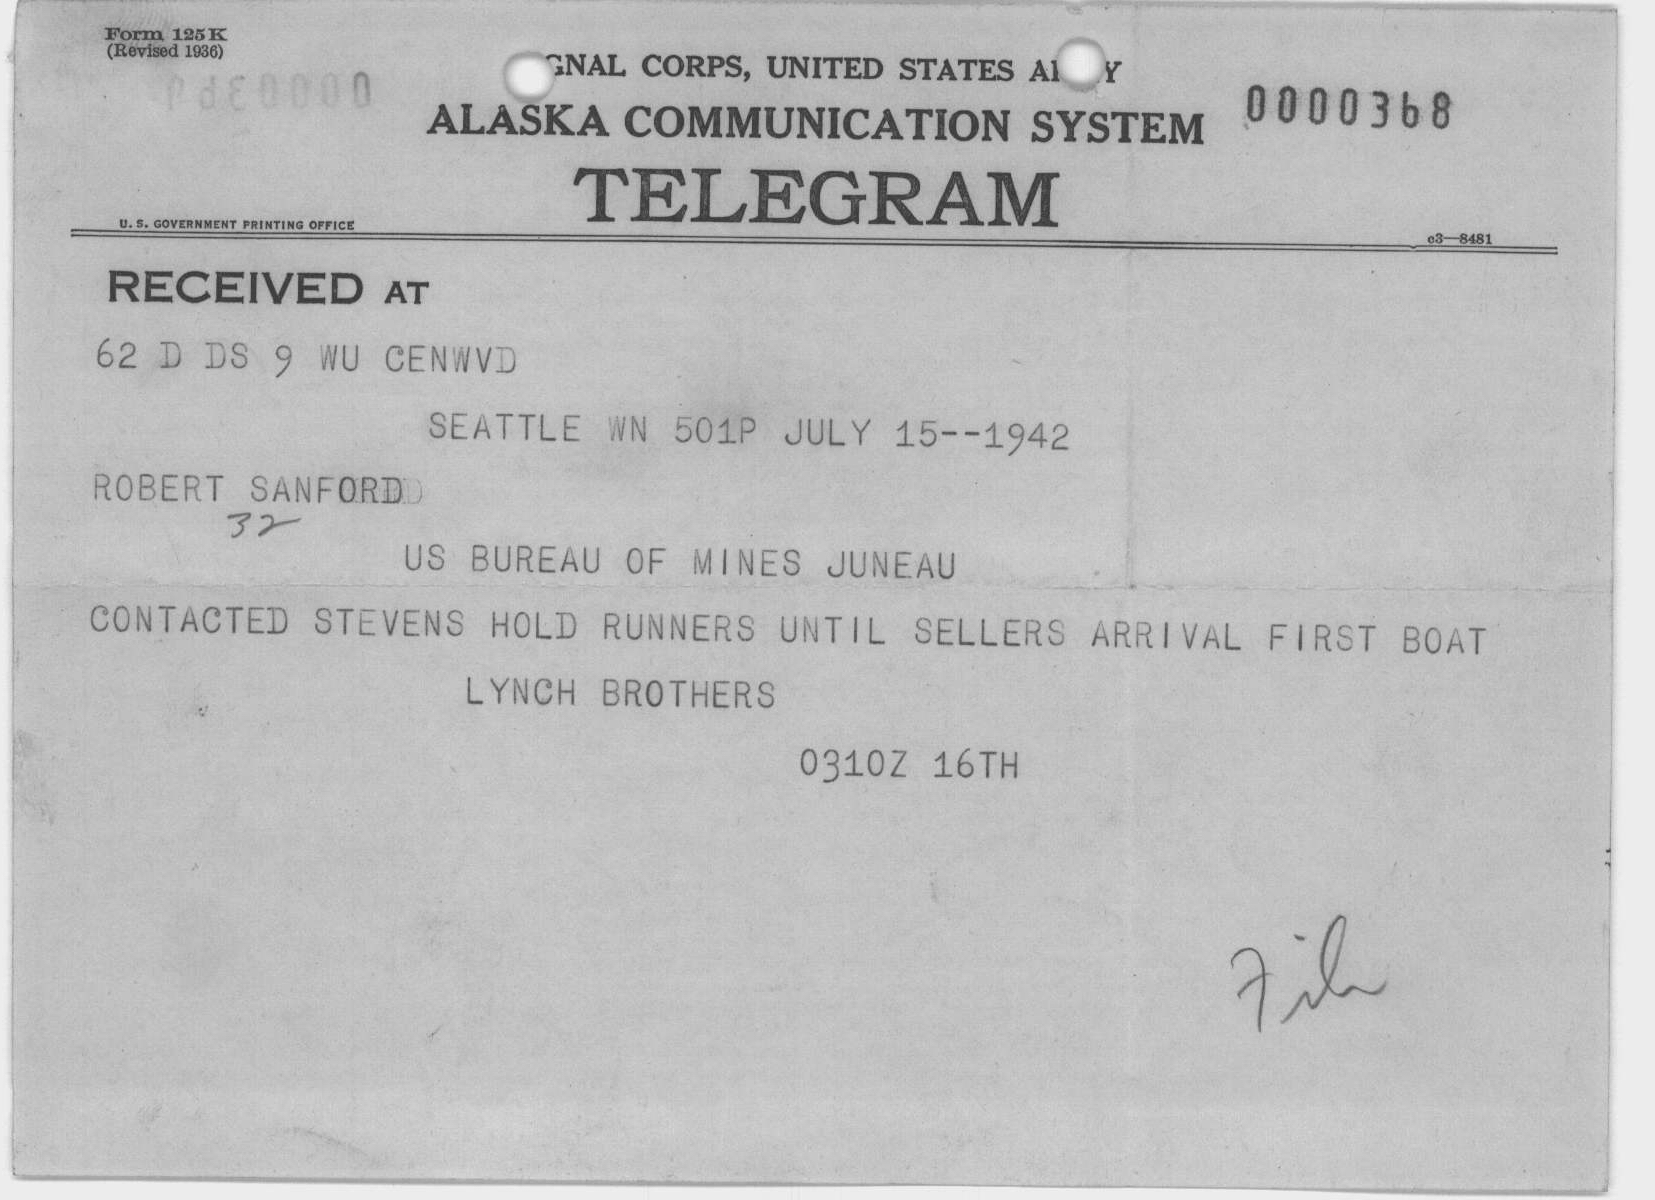 Form 125K
(Revised 1936)
GNAL CORPS, UNITED STATES A Y
0000368
ALASKA COMMUNICATION SYSTEM
TELEGRAM
U. S. GOVERNMENT PRINTING OFFICE
c3—8481
RECEIVED AT
62 D DS 9 WU CENWVD
SEATTLE WN 501P JULY 15--1942
ROBERT SANFORDD
32
US BUREAU OF MINES JUNEAU
CONTACTED STEVENS HOLD RUNNERS UNTIL SELLERS ARRIVAL FIRST BOAT
LYNCH BROTHERS
0310Z 16TH
File